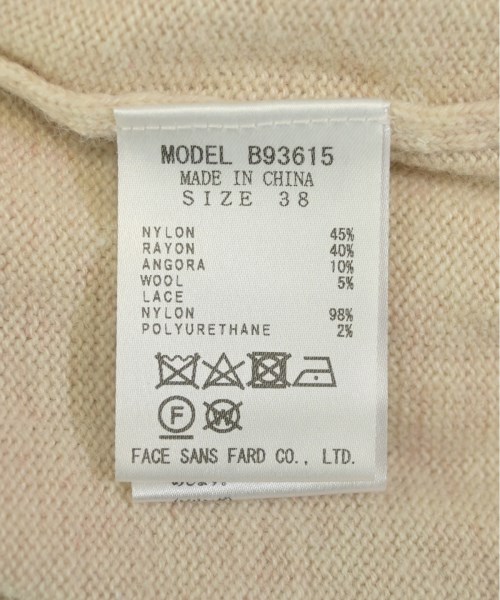 MODEL B93615
MADE IN CHINA
SIZE 38
NYLON 45%
RAYON 40%
ANGORA 10%
WOOL 5%
LACE
NYLON 98%
POLYURETHANE 2%
F W
FACE SANS FARD CO., LTD.